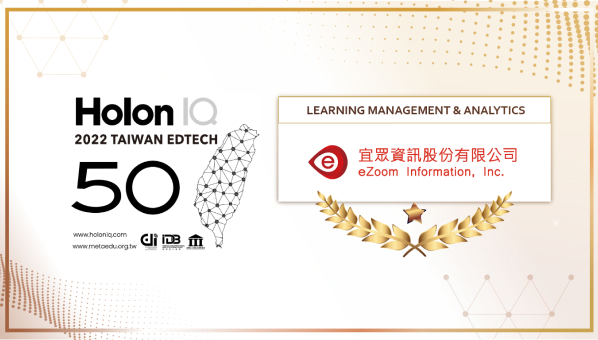 Holon IQ
2022 TAIWAN EDTECH
50
www.holoniq.com
www.metaedu.org.tw
IDB
LEARNING MANAGEMENT & ANALYTICS
e
宜眾資訊股份有限公司
eZoom Information, Inc.